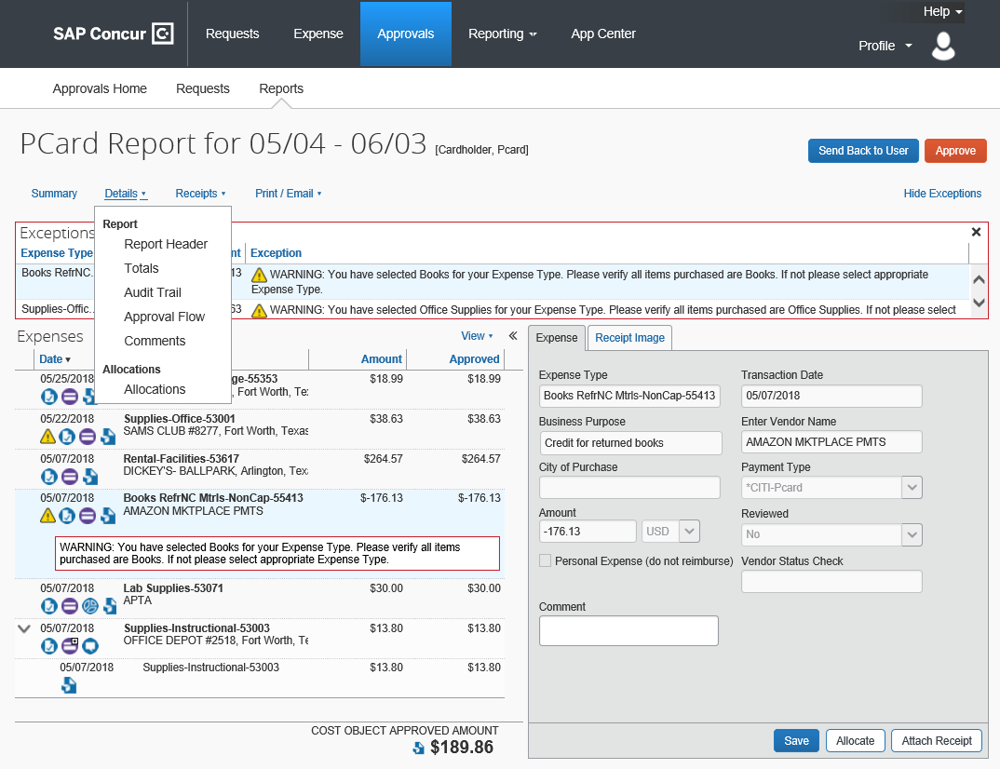 SAP Concur
Requests
Expense
Approvals
Reporting
App Center
Help
Profile
Approvals Home
Requests
Reports
PCard Report for 05/04 - 06/03 [Cardholder, Pcard]
Send Back to User
Approve
Summary
Details
Receipts
Print / Email
Hide Exceptions
Report
Report Header
Totals
Audit Trail
Approval Flow
Comments
Allocations
Allocations
Exceptions
Expense Type
nt
Exception
Books RefrNC.
13
WARNING: You have selected Books for your Expense Type. Please verify all items purchased are Books. If not please select appropriate
Expense Type.
Supplies-Offic..
63
WARNING: You have selected Office Supplies for your Expense Type. Please verify all items purchased are Office Supplies. If not please select
Expenses
View
Date
Amount
Approved
05/25/2018
ge-55353
$18.99
$18.99
, Fort Worth, Te
05/22/2018
Supplies-Office-53001
$38.63
$38.63
SAMS CLUB #8277, Fort Worth, Texas
05/07/2018
Rental-Facilities-53617
$264.57
$264.57
DICKEY'S- BALLPARK, Arlington, Tex
05/07/2018
Books RefrNC Mtrls-NonCap-55413
$-176.13
$-176.13
AMAZON MKTPLACE PMTS
WARNING: You have selected Books for your Expense Type. Please verify all items
purchased are Books. If not please select appropriate Expense Type.
05/07/2018
Lab Supplies-53071
$30.00
$30.00
APTA
05/07/2018
Supplies-Instructional-53003
$13.80
$13.80
OFFICE DEPOT #2518, Fort Worth, Te
05/07/2018
Supplies-Instructional-53003
$13.80
$13.80
COST OBJECT APPROVED AMOUNT
$189.86
Expense
Receipt Image
Expense Type
Transaction Date
Books RefrNC Mtrls-NonCap-55413
05/07/2018
Business Purpose
Enter Vendor Name
Credit for returned books
AMAZON MKTPLACE PMTS
City of Purchase
Payment Type
*CITI-Pcard
Amount
Reviewed
-176.13
USD
No
Personal Expense (do not reimburse)
Vendor Status Check
Comment
Save
Allocate
Attach Receipt